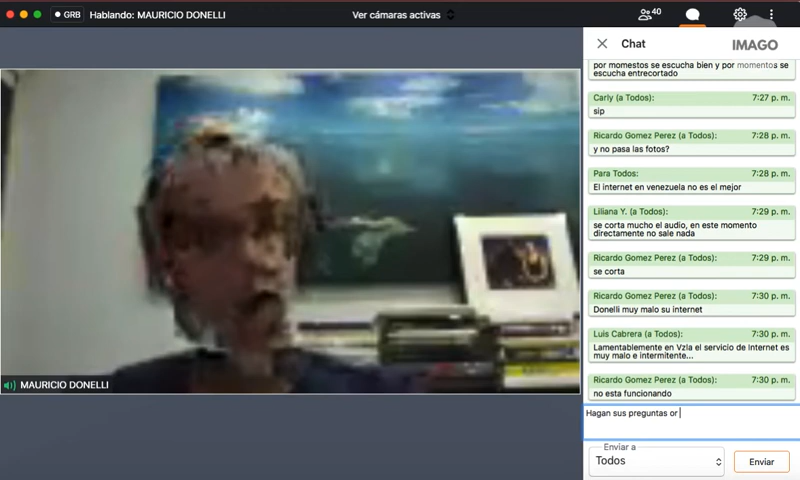 GRB
Hablando: MAURICIO DONELLI
Ver cámaras activas
40
Chat
IMAGO
por momestos se escucha bien y por momentos se
escucha entrecortado
Carly (a Todos): 7:27 p. m.
sip
Ricardo Gomez Perez (a Todos): 7:28 p. m.
y no pasa las fotos?
Para Todos: 7:28 p. m.
El internet en venezuela no es el mejor
Liliana Y. (a Todos): 7:29 p. m.
se corta mucho el audio, en este momento
directamente no sale nada
Ricardo Gomez Perez (a Todos): 7:29 p. m.
se corta
Ricardo Gomez Perez (a Todos): 7:30 p. m.
Donelli muy malo su internet
Luis Cabrera (a Todos): 7:30 p. m.
Lamentablemente en Vzla el servicio de Internet es
muy malo e intermitente...
Ricardo Gomez Perez (a Todos): 7:30 p. m.
no esta funcionando
MAURICIO DONELLI
Hagan sus preguntas or
Enviar a
Todos
Enviar